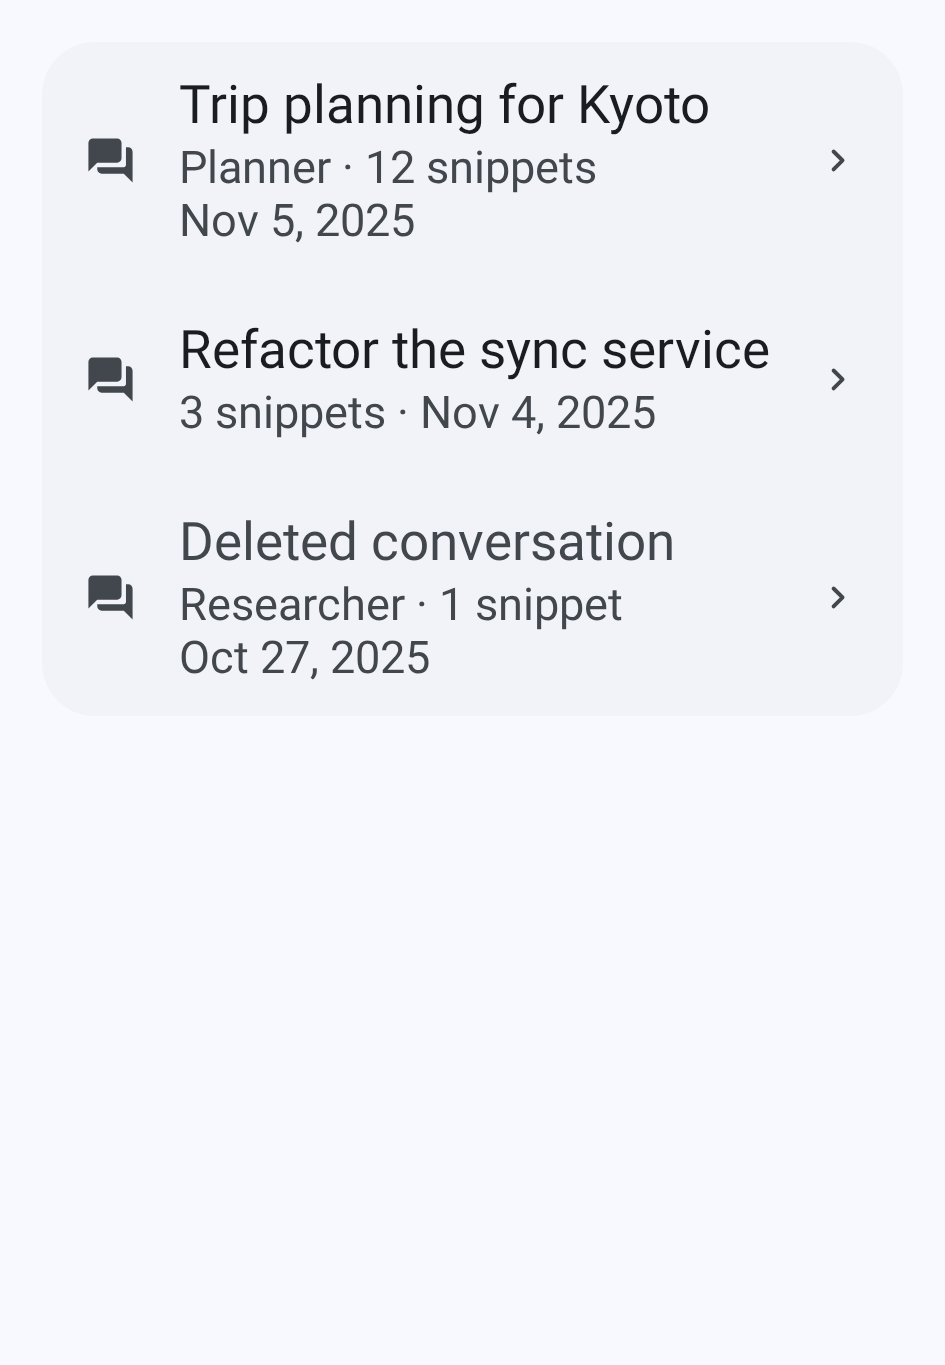 Trip planning for Kyoto
Planner · 12 snippets
Nov 5, 2025
Refactor the sync service
3 snippets · Nov 4, 2025
Deleted conversation
Researcher · 1 snippet
Oct 27, 2025